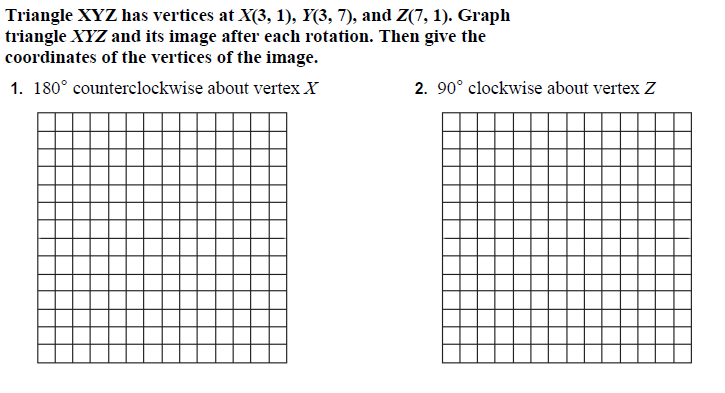 Triangle XYZ has vertices at X(3, 1), Y(3, 7), and Z(7, 1). Graph
triangle XYZ and its image after each rotation. Then give the
coordinates of the vertices of the image.
1. 180° counterclockwise about vertex X
2. 90° clockwise about vertex Z